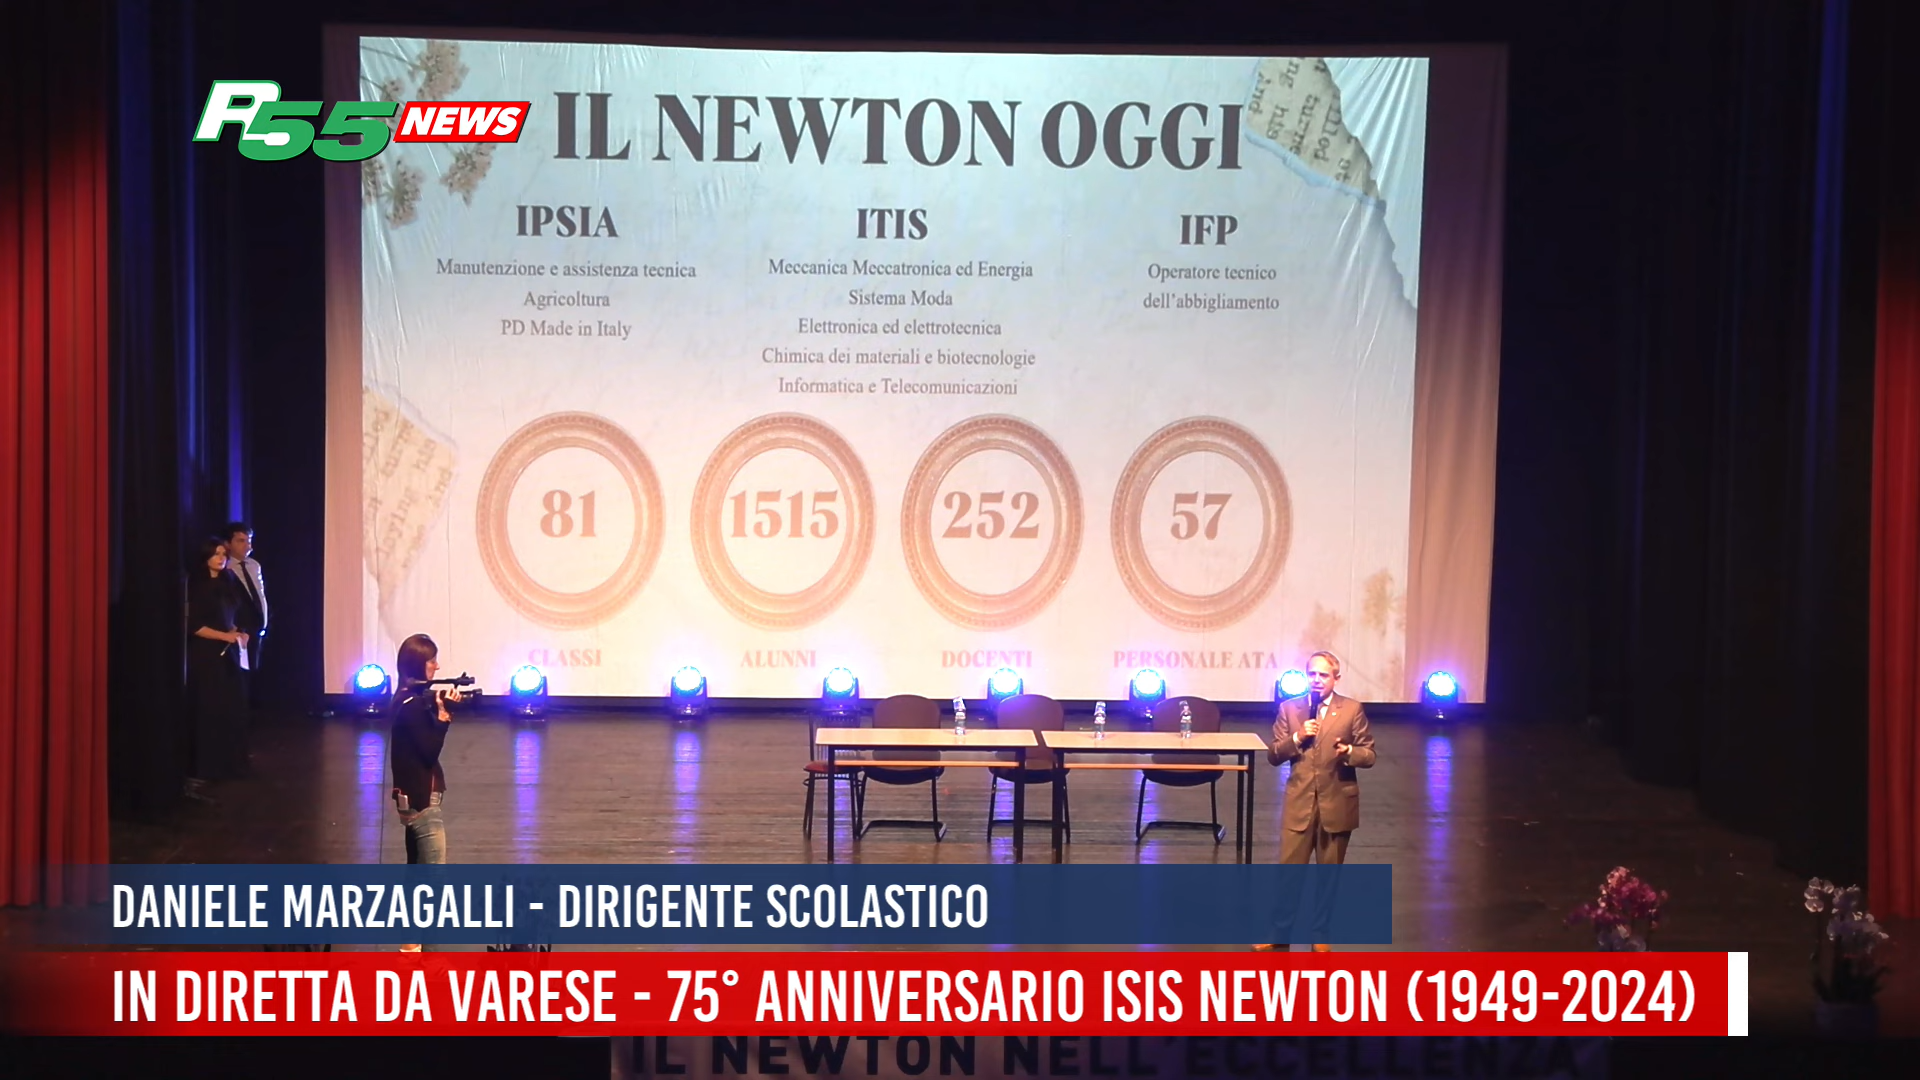 R55 NEWS
IL NEWTON OGGI
IPSIA
Manutenzione e assistenza tecnica
Agricoltura
PD Made in Italy
ITIS
Meccanica Meccatronica ed Energia
Sistema Moda
Elettronica ed elettrotecnica
Chimica dei materiali e biotecnologie
Informatica e Telecomunicazioni
IFP
Operatore tecnico
dell'abbigliamento
81
1515
252
57
CLASSI
ALUNNI
DOCENTI
PERSONALE ATA
DANIELE MARZAGALLI - DIRIGENTE SCOLASTICO
IN DIRETTA DA VARESE - 75° ANNIVERSARIO ISIS NEWTON (1949-2024)
IL NEWTON NELL'ECCELLENZA